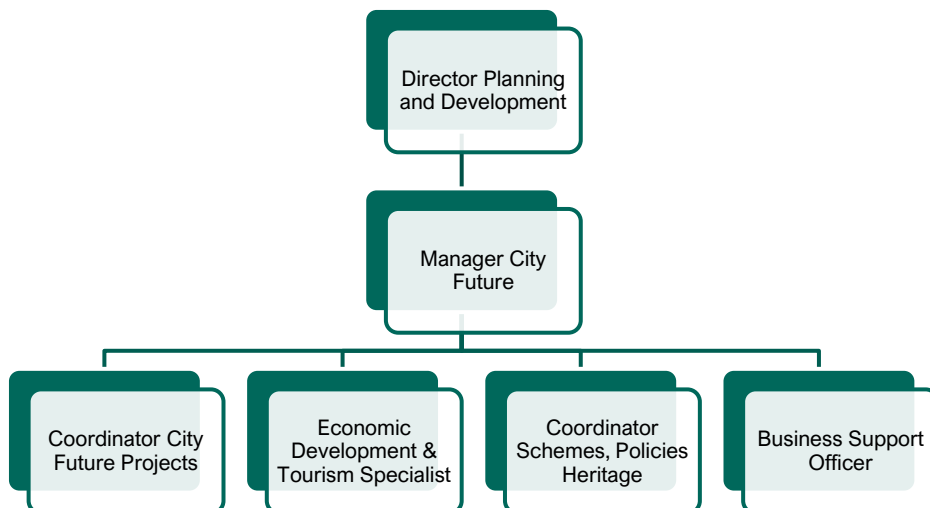 Director Planning
and Development
Manager City
Future
Coordinator City
Future Projects
Economic
Development &
Tourism Specialist
Coordinator
Schemes, Policies
Heritage
Business Support
Officer